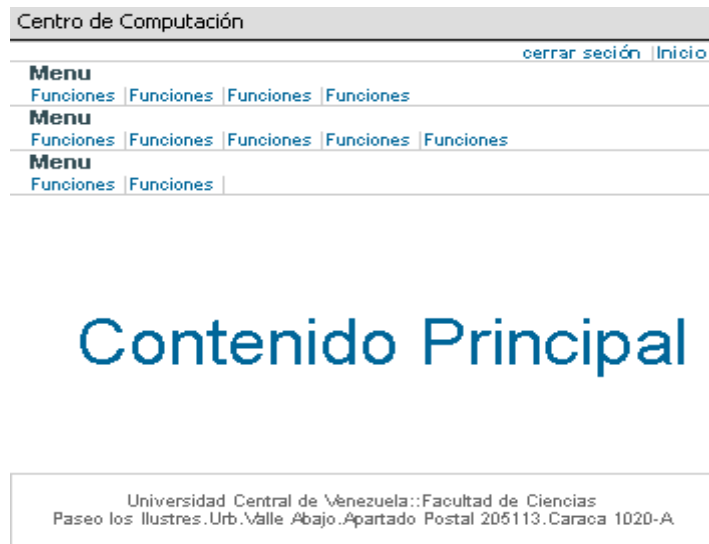 Centro de Computación
cerrar seción |Inicio
Menu
Funciones |Funciones |Funciones |Funciones
Menu
Funciones |Funciones |Funciones |Funciones |Funciones
Menu
Funciones |Funciones |
Contenido Principal
Universidad Central de Venezuela::Facultad de Ciencias
Paseo los Ilustres.Urb.Valle Abajo.Apartado Postal 205113.Caraca 1020-A